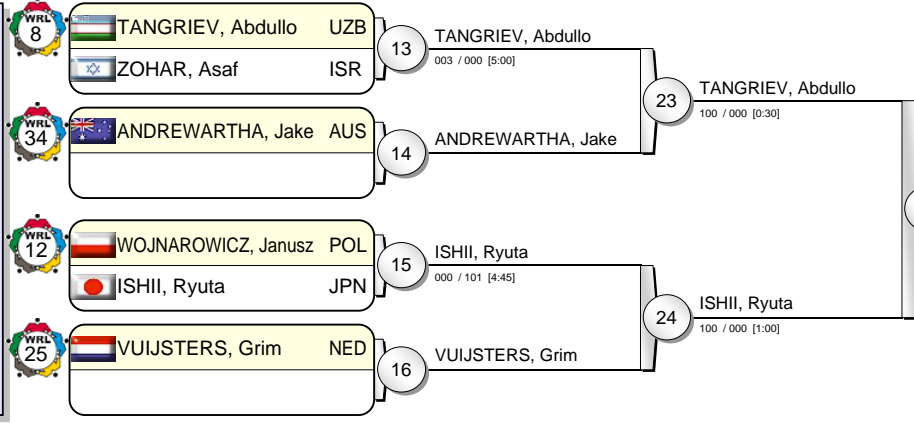 WRL
8
TANGRIEV, Abdullo UZB
ZOHAR, Asaf ISR
13
TANGRIEV, Abdullo
003 / 000 [5:00]
WRL
34
ANDREWARTHA, Jake AUS
14
ANDREWARTHA, Jake
23
TANGRIEV, Abdullo
100 / 000 [0:30]
WRL
12
WOJNAROWICZ, Janusz POL
ISHII, Ryuta JPN
15
ISHII, Ryuta
000 / 101 [4:45]
WRL
25
VUIJSTERS, Grim NED
16
VUIJSTERS, Grim
24
ISHII, Ryuta
100 / 000 [1:00]